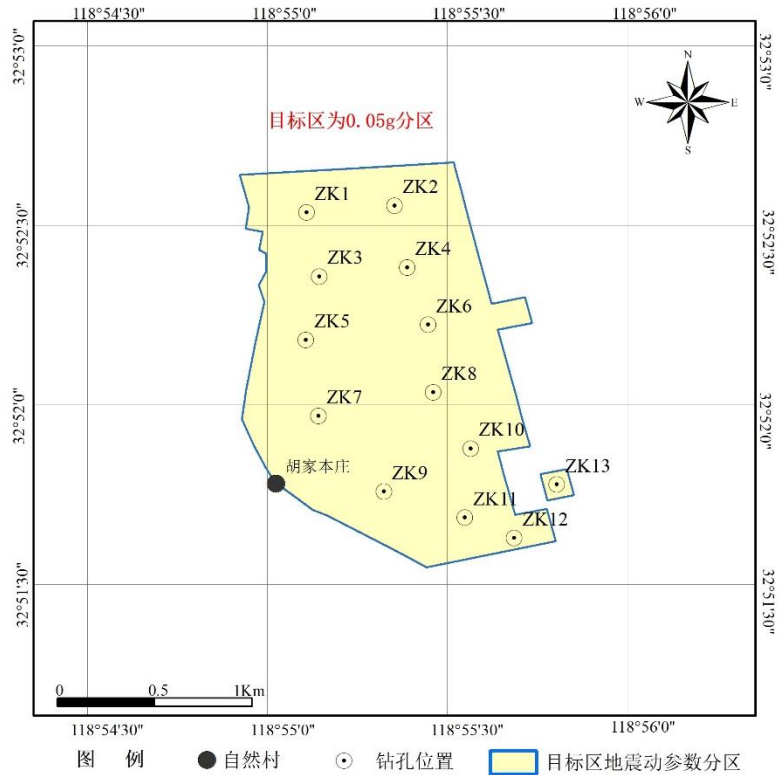 118°54'30" 118°55'0" 118°55'30" 118°56'0"
32°53'0" 32°53'0"
N
W E
S
目标区为0.05g分区
ZK1 ZK2
32°52'30" 32°52'30"
ZK3 ZK4
ZK5 ZK6
ZK7 ZK8
32°52'0" 32°52'0"
ZK10
胡家本庄
ZK9 ZK13
ZK11
ZK12
32°51'30" 32°51'30"
0 0.5 1Km
118°54'30" 118°55'0" 118°55'30" 118°56'0"
图 例 自然村 钻孔位置 目标区地震动参数分区